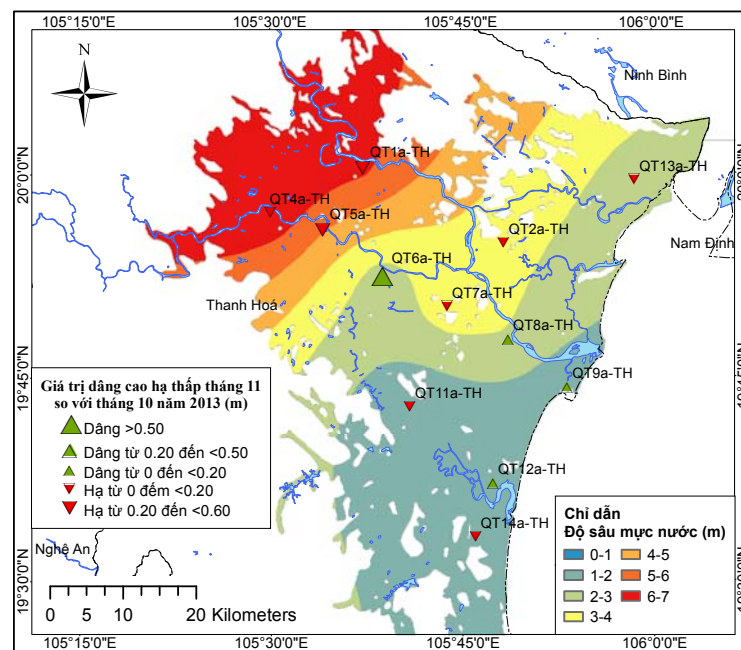 105°15'0"E
105°30'0"E
105°45'0"E
106°0'0"E
N
Ninh Bình
20°0'0"N
QT1a-TH
QT13a-TH
QT4a-TH
QT5a-TH
QT2a-TH
Nam Định
QT6a-TH
Thanh Hoá
QT7a-TH
QT8a-TH
19°45'0"N
QT9a-TH
Giá trị dâng cao hạ thấp tháng 11
so với tháng 10 năm 2013 (m)
Dâng >0.50
Dâng từ 0.20 đến <0.50
Dâng từ 0 đến <0.20
Hạ từ 0 đếm <0.20
Hạ từ 0.20 đến <0.60
QT11a-TH
QT12a-TH
QT14a-TH
Chỉ dẫn
Độ sâu mực nước (m)
0-1
1-2
2-3
3-4
4-5
5-6
6-7
Nghệ An
19°30'0"N
0 5 10 20 Kilometers
105°15'0"E
105°30'0"E
105°45'0"E
106°0'0"E